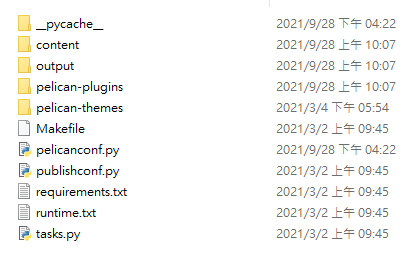 __pycache__ 2021/9/28 下午 04:22
content 2021/9/28 上午 10:07
output 2021/9/28 上午 10:07
pelican-plugins 2021/9/28 上午 10:07
pelican-themes 2021/3/4 下午 05:54
Makefile 2021/3/2 上午 09:45
pelicanconf.py 2021/9/28 下午 04:22
publishconf.py 2021/3/2 上午 09:45
requirements.txt 2021/3/2 上午 09:45
runtime.txt 2021/3/2 上午 09:45
tasks.py 2021/3/2 上午 09:45